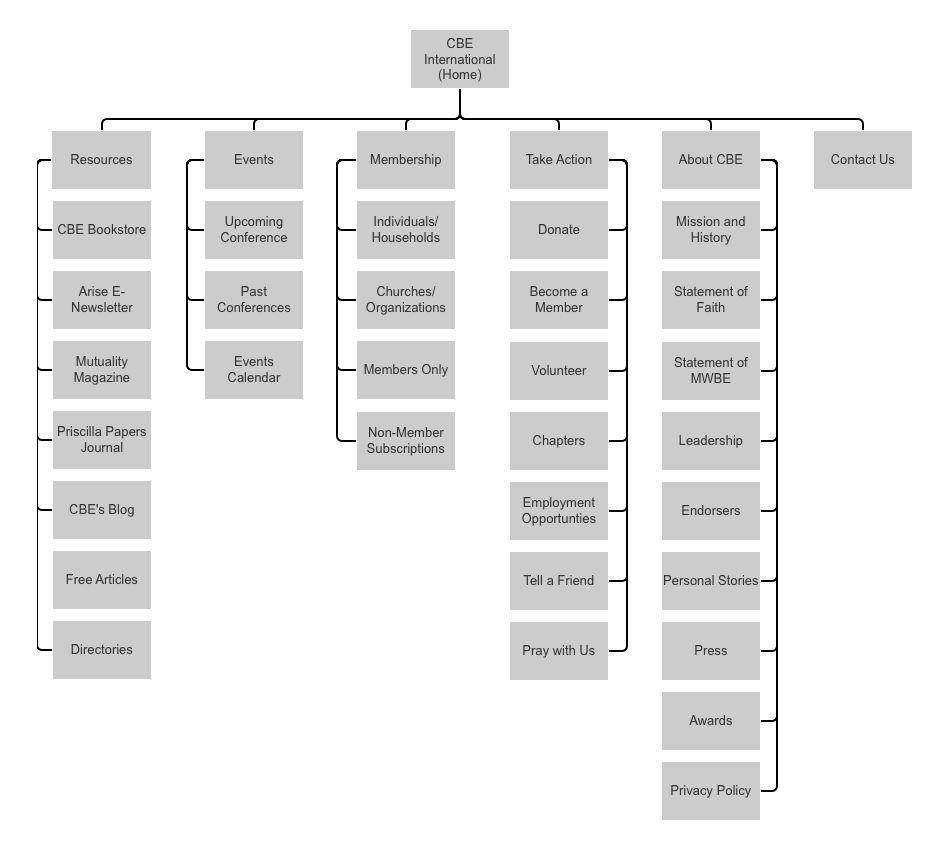 CBE
International
(Home)
Resources
Events
Membership
Take Action
About CBE
Contact Us
CBE Bookstore
Arise E-
Newsletter
Mutuality
Magazine
Priscilla Papers
Journal
CBE's Blog
Free Articles
Directories
Upcoming
Conference
Past
Conferences
Events
Calendar
Individuals/
Households
Churches/
Organizations
Members Only
Non-Member
Subscriptions
Donate
Become a
Member
Volunteer
Chapters
Employment
Opportunties
Tell a Friend
Pray with Us
Mission and
History
Statement of
Faith
Statement of
MWBE
Leadership
Endorsers
Personal Stories
Press
Awards
Privacy Policy